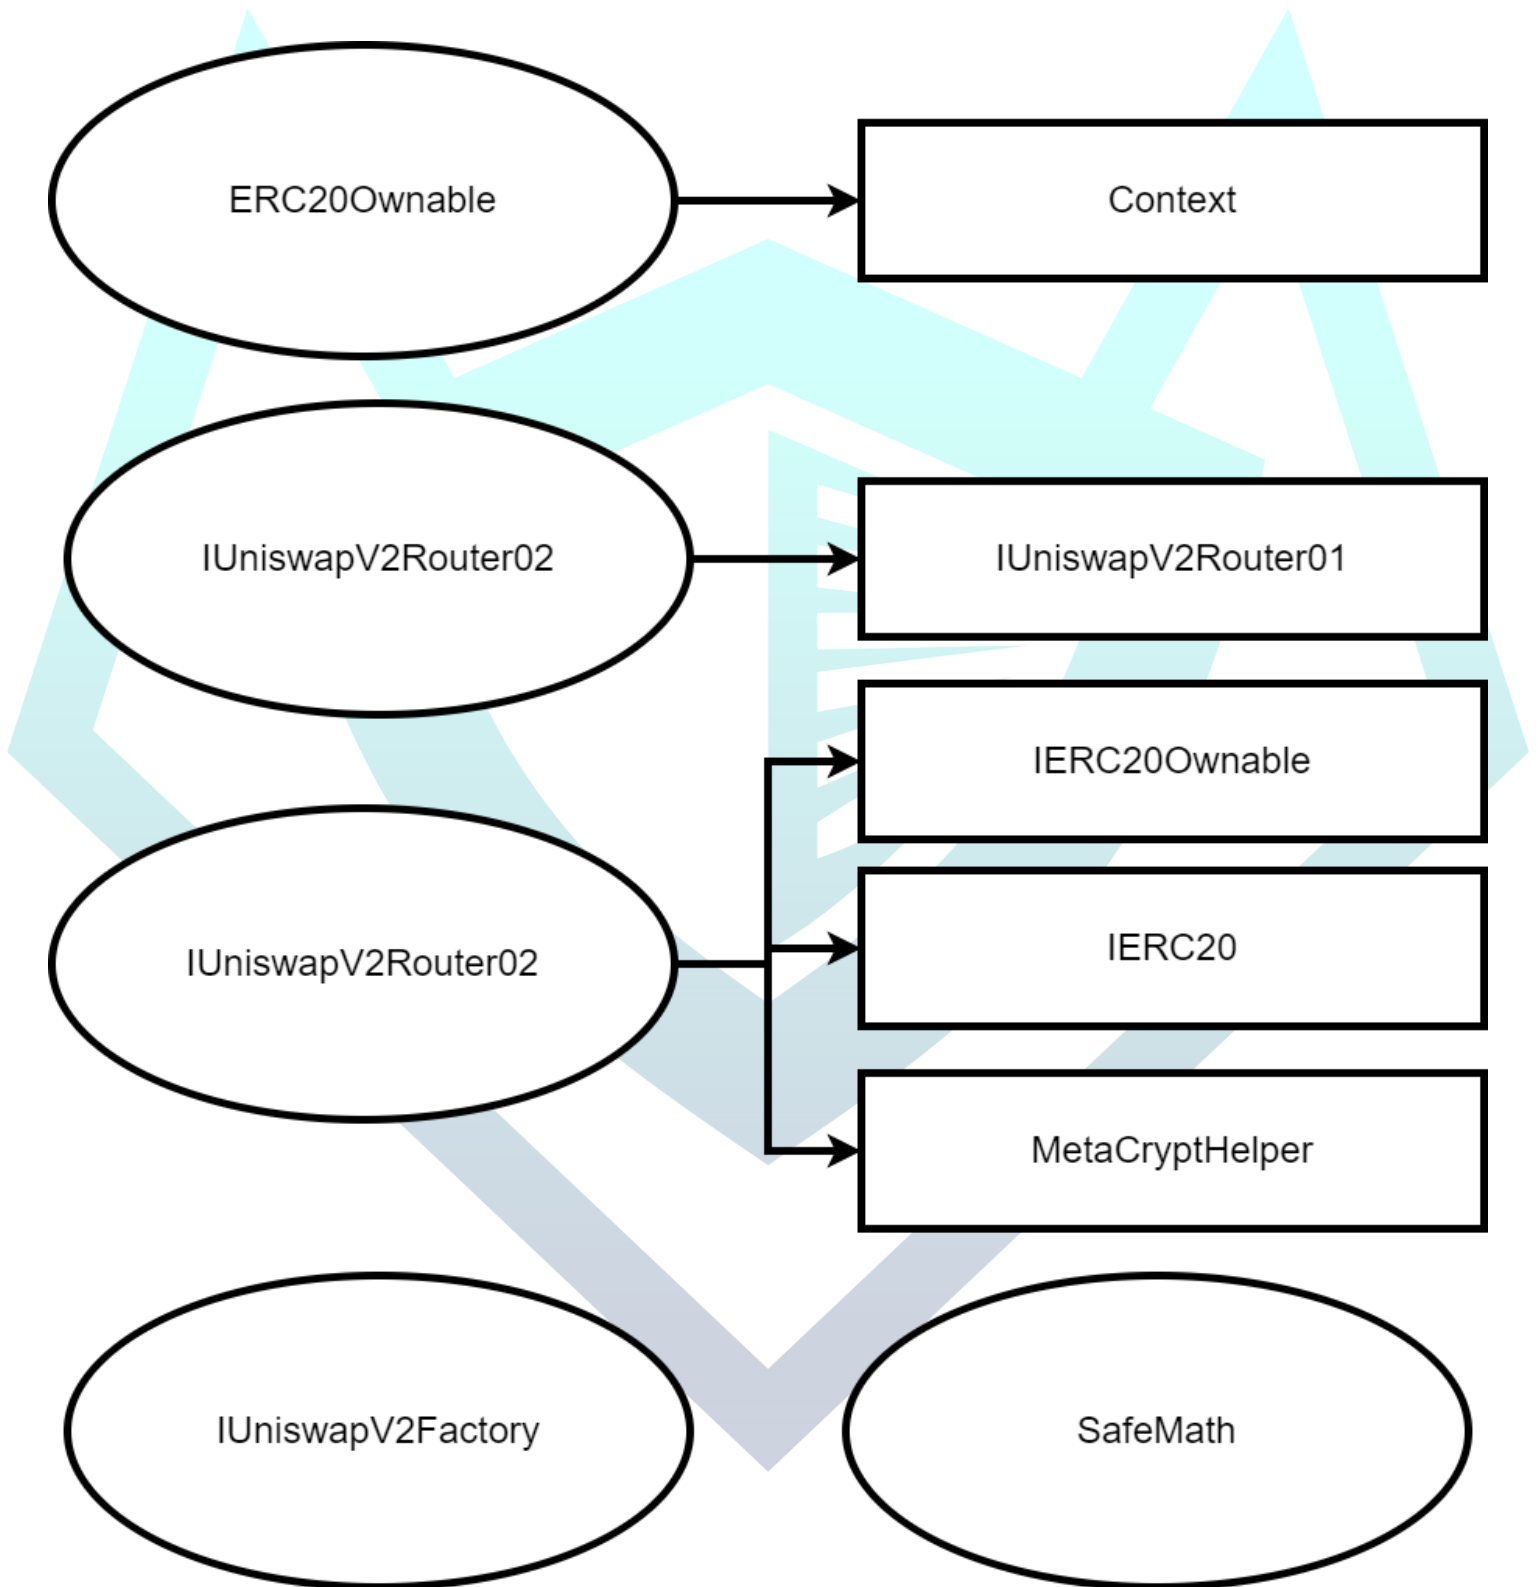 ERC20Ownable
Context
IUniswapV2Router02
IUniswapV2Router01
IERC20Ownable
IUniswapV2Router02
IERC20
MetaCryptHelper
IUniswapV2Factory
SafeMath